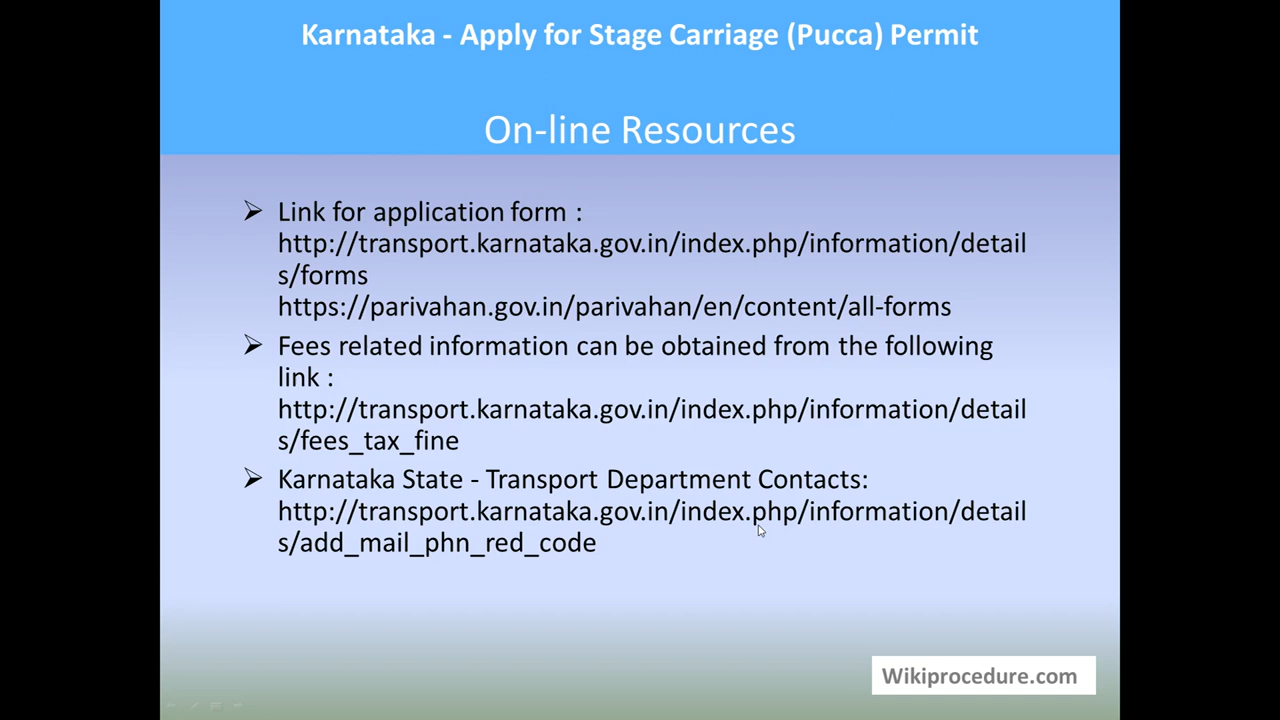 Karnataka - Apply for Stage Carriage (Pucca) Permit
On-line Resources
➢ Link for application form :
http://transport.karnataka.gov.in/index.php/information/detail
s/forms
https://parivahan.gov.in/parivahan/en/content/all-forms
➢ Fees related information can be obtained from the following
link :
http://transport.karnataka.gov.in/index.php/information/detail
s/fees_tax_fine
➢ Karnataka State - Transport Department Contacts:
http://transport.karnataka.gov.in/index.php/information/detail
s/add_mail_phn_red_code
Wikiprocedure.com